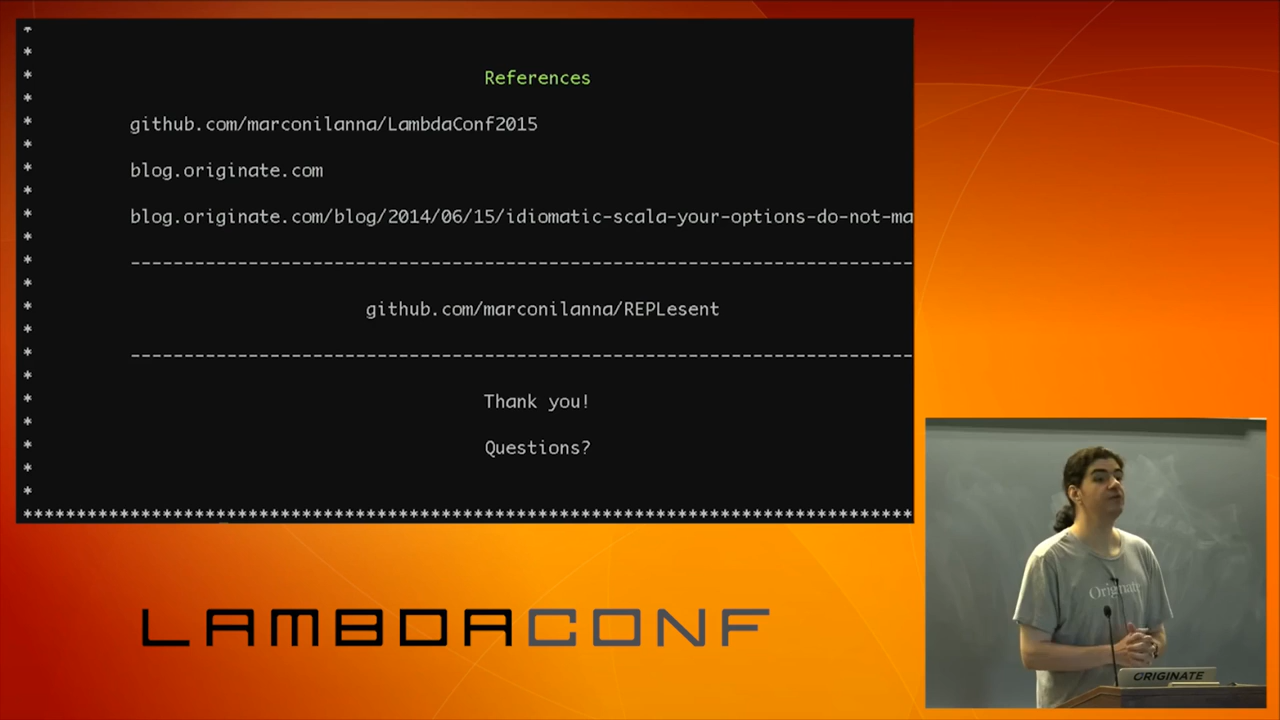 References
github.com/marconilanna/LambdaConf2015
blog.originate.com
blog.originate.com/blog/2014/06/15/idiomatic-scala-your-options-do-not-ma
--------------------------------------------------------------------------
github.com/marconilanna/REPLesent
--------------------------------------------------------------------------
Thank you!
Questions?
LAMBDACONF
Originate
ORIGINATE